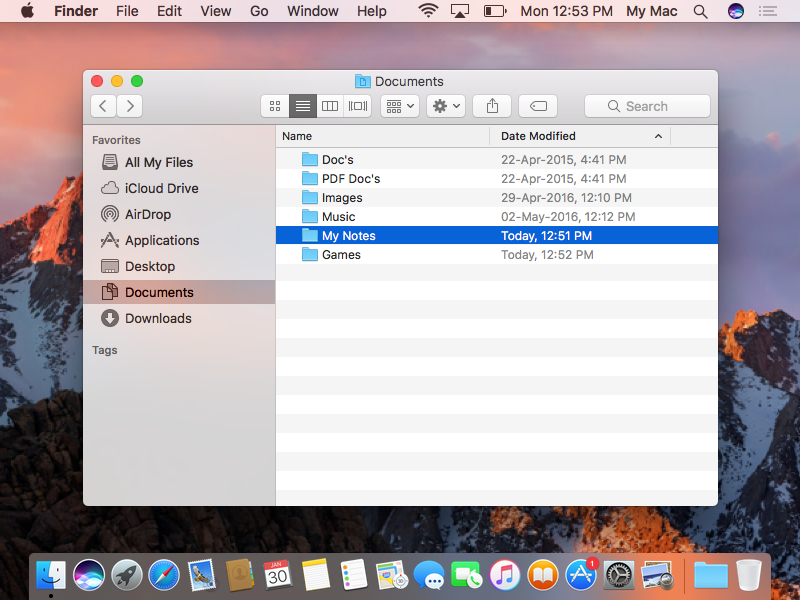 Finder File Edit View Go Window Help Mon 12:53 PM My Mac
Documents
Search
Favorites
All My Files
iCloud Drive
AirDrop
Applications
Desktop
Documents
Downloads
Tags
Name Date Modified
Doc's 22-Apr-2015, 4:41 PM
PDF Doc's 22-Apr-2015, 4:41 PM
Images 29-Apr-2016, 12:10 PM
Music 02-May-2016, 12:12 PM
My Notes Today, 12:51 PM
Games Today, 12:52 PM
JAN
30
1